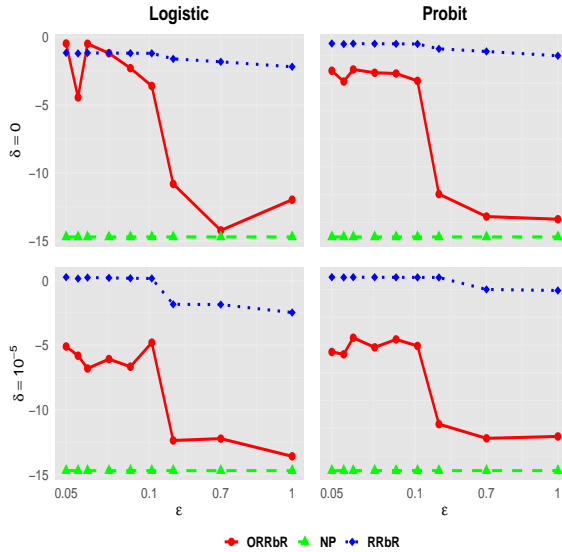 Logistic Probit
δ = 0
0
−5
−10
−15
δ = 10⁻⁵
0
−5
−10
−15
0.05 0.1 0.7 1 0.05 0.1 0.7 1
ε ε
ORRbR NP RRbR